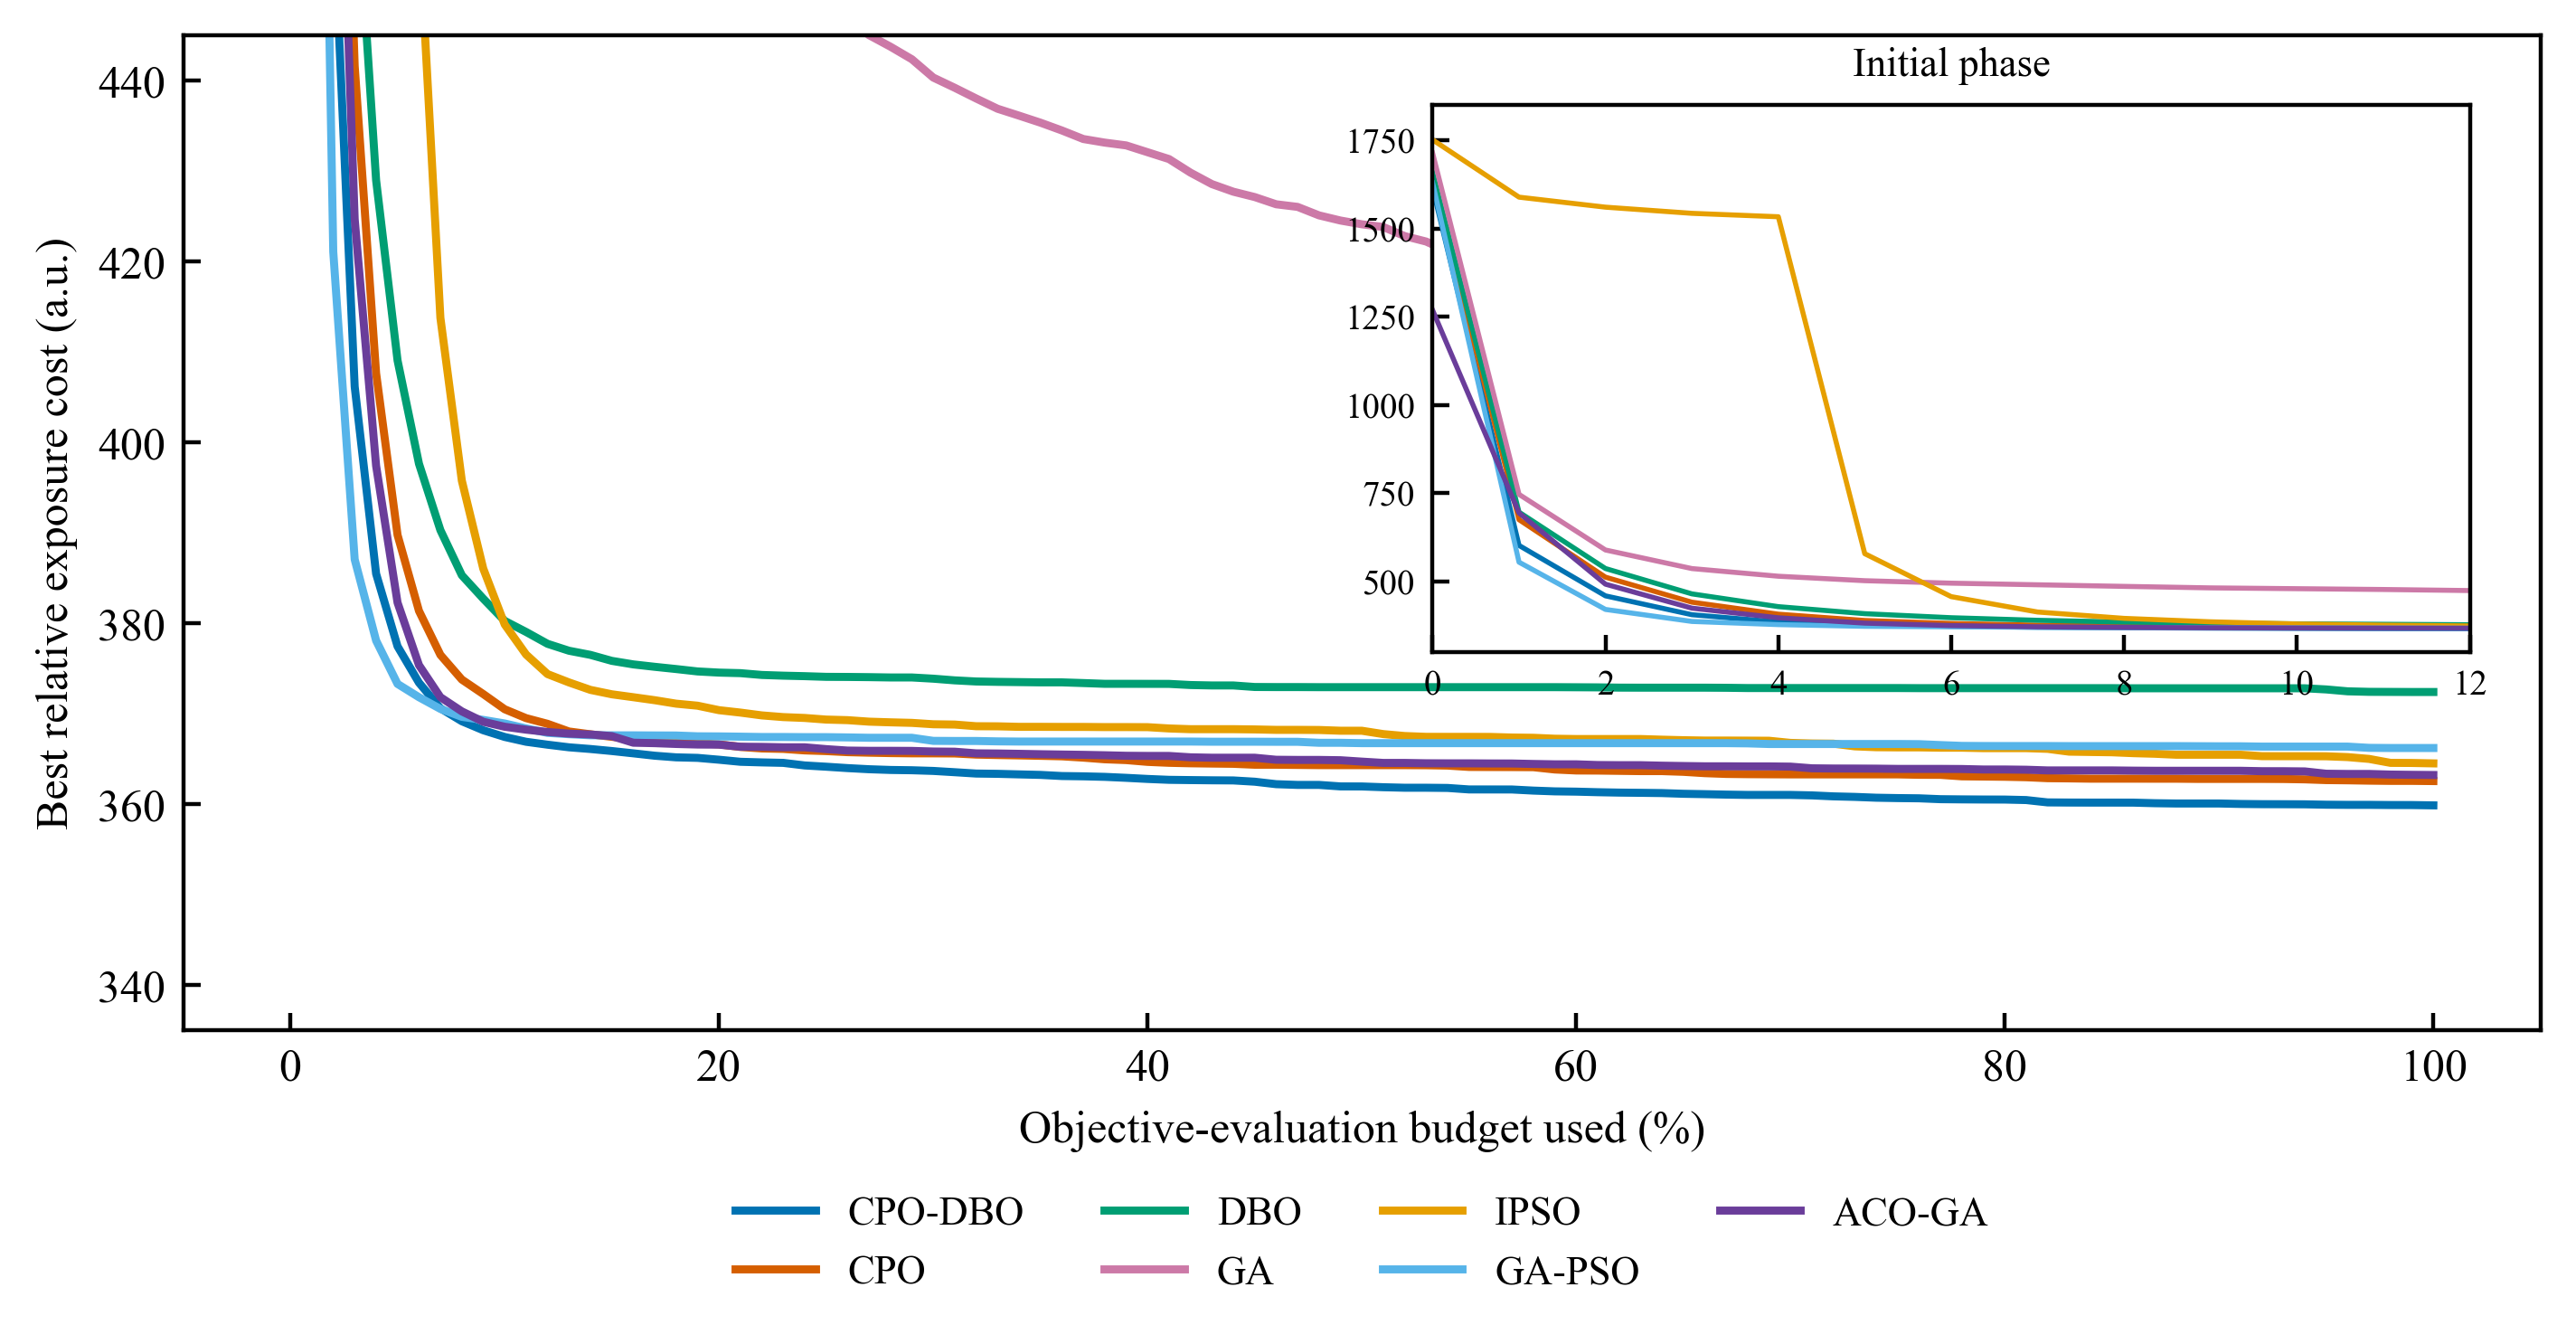 Initial phase
440
420
400
380
360
340
Best relative exposure cost (a.u.)
1750
1500
1250
1000
750
500
0 2 4 6 8 10 12
0 20 40 60 80 100
Objective-evaluation budget used (%)
CPO-DBO DBO IPSO ACO-GA
CPO GA GA-PSO